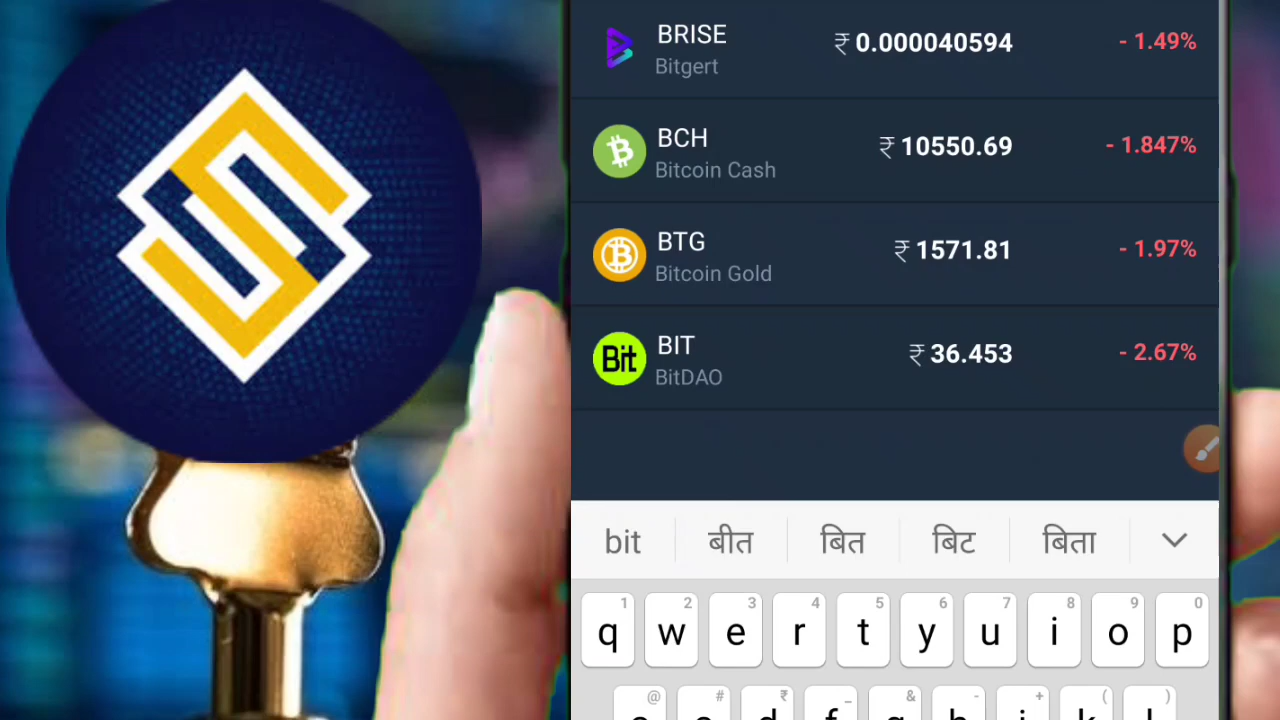 BRISE ₹ 0.000040594 - 1.49%
Bitgert
BCH ₹ 10550.69 - 1.847%
Bitcoin Cash
BTG ₹ 1571.81 - 1.97%
Bitcoin Gold
Bit BIT ₹ 36.453 - 2.67%
BitDAO
bit बीत बित बिट बिता
1 2 3 4 5 6 7 8 9 0
q w e r t y u i o p
@ # ₹ _ & - + ( )